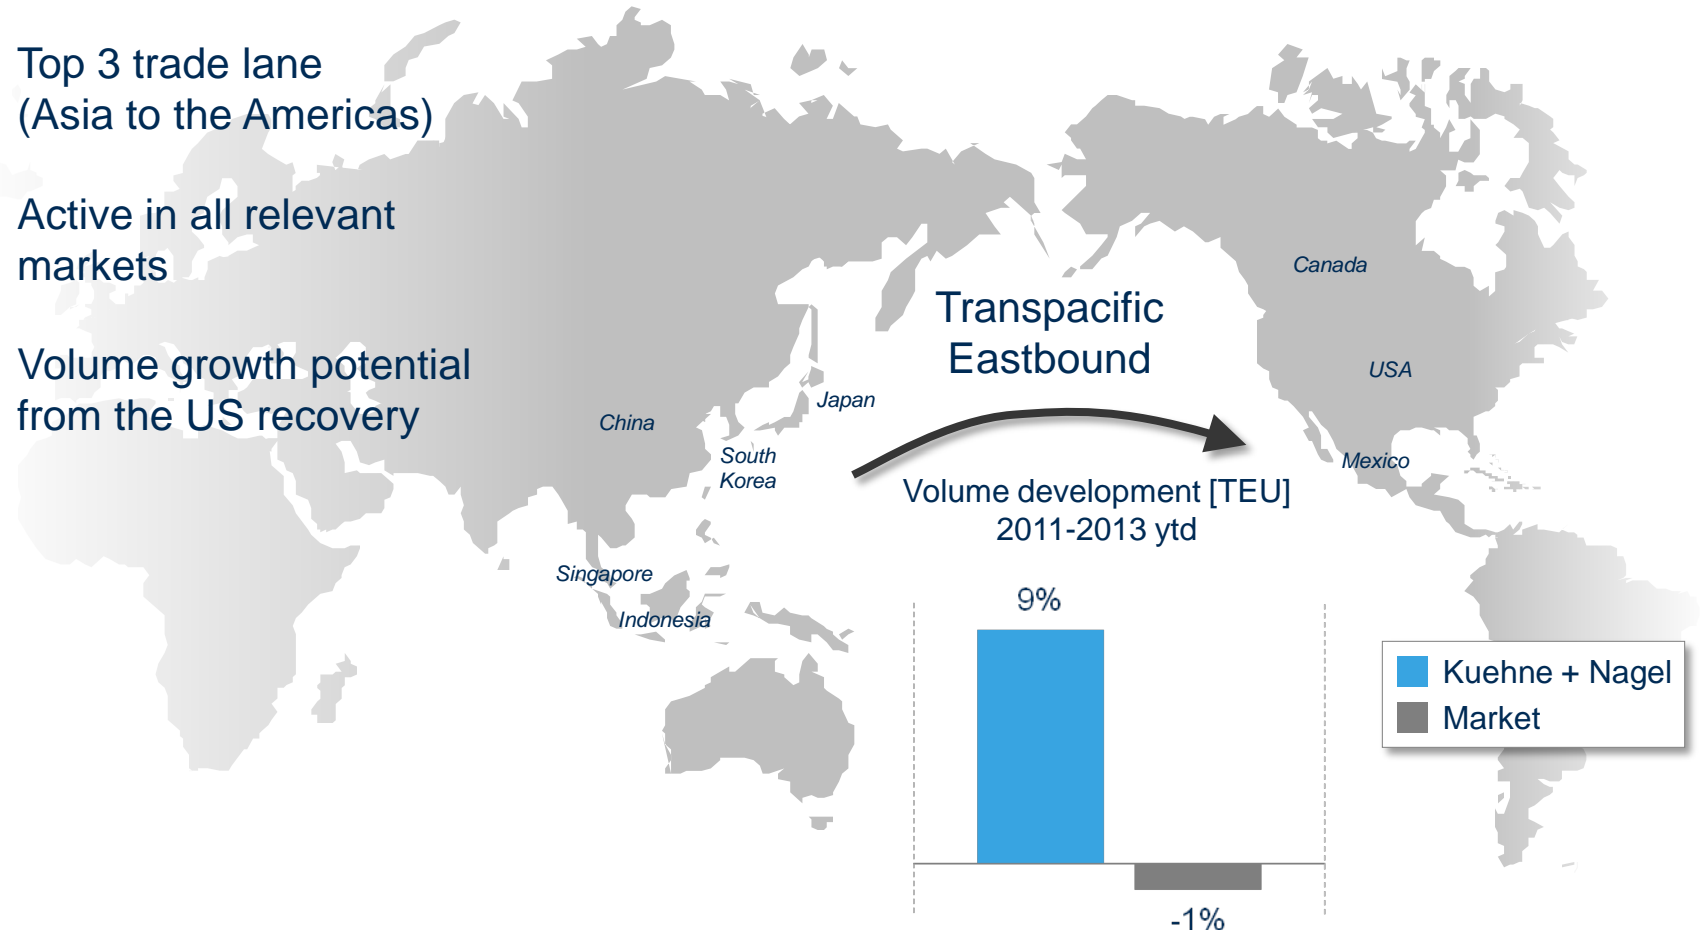 Top 3 trade lane
(Asia to the Americas)
Active in all relevant
markets
Volume growth potential
from the US recovery
Transpacific
Eastbound
Canada
USA
Mexico
China
Japan
South
Korea
Singapore
Indonesia
Volume development [TEU]
2011-2013 ytd
9%
-1%
Kuehne + Nagel
Market